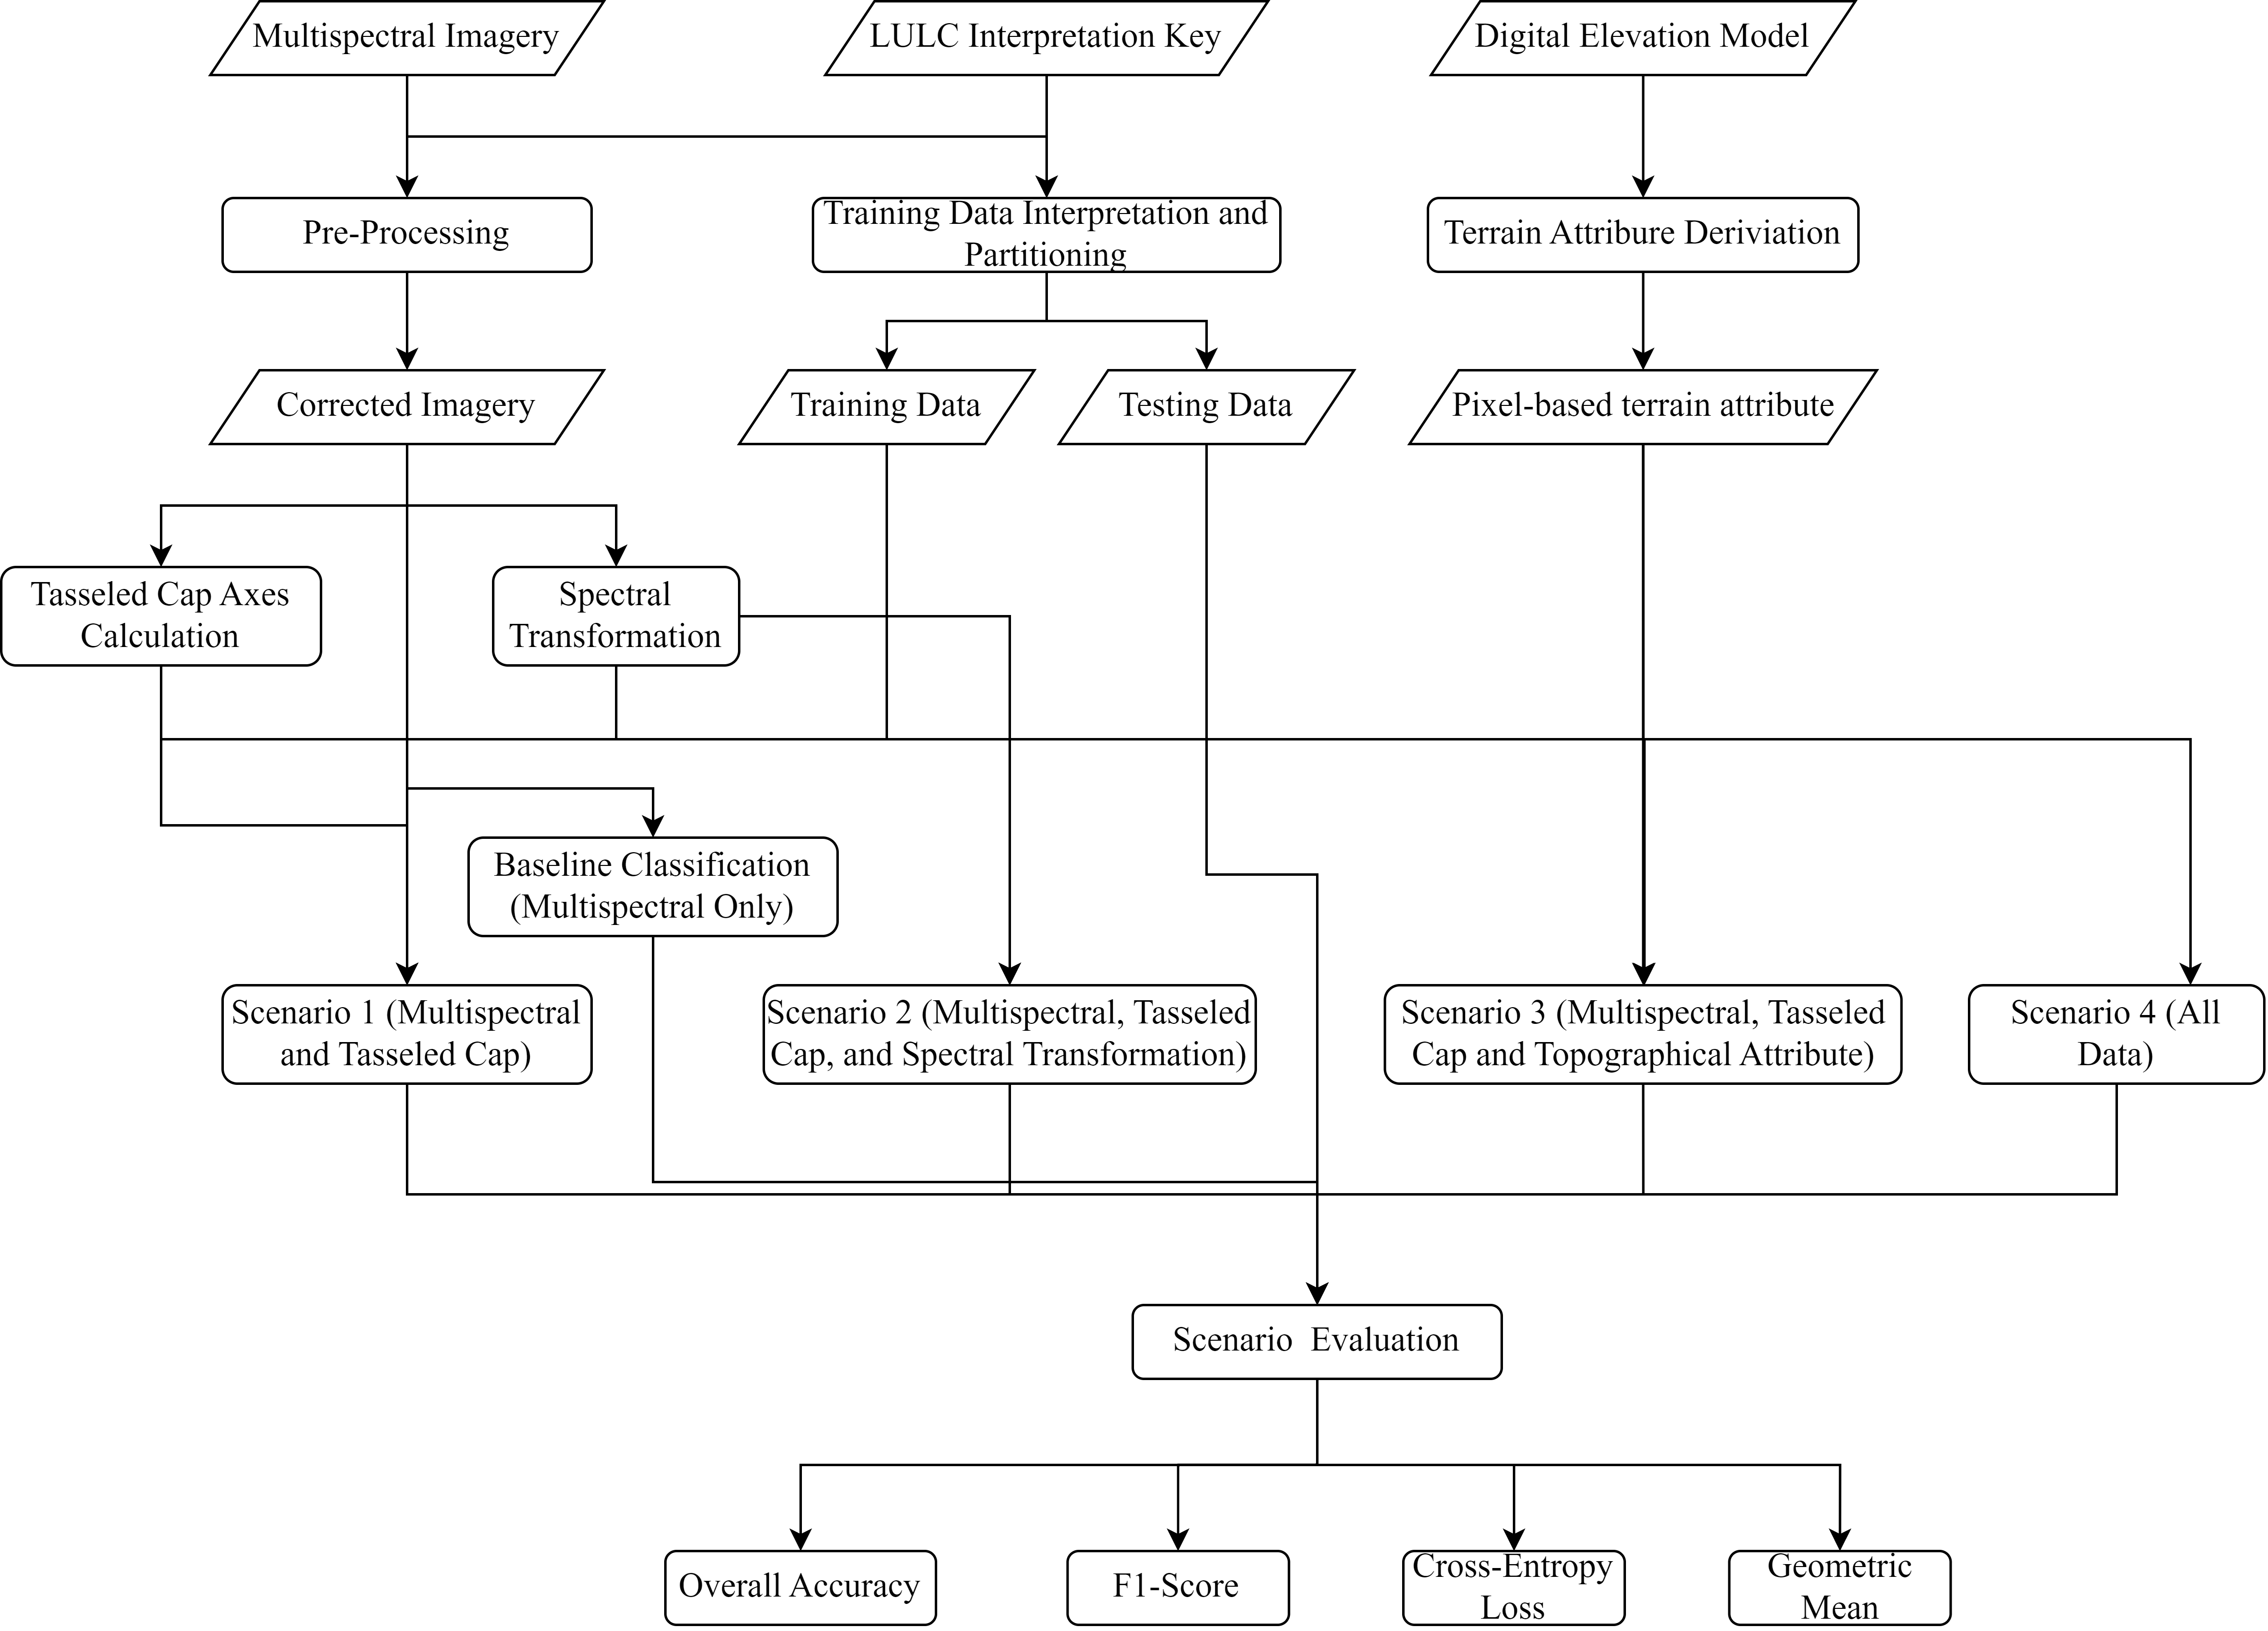 Multispectral Imagery
LULC Interpretation Key
Digital Elevation Model
Pre-Processing
Training Data Interpretation and
Partitioning
Terrain Attribure Deriviation
Corrected Imagery
Training Data
Testing Data
Pixel-based terrain attribute
Tasseled Cap Axes
Calculation
Spectral
Transformation
Baseline Classification
(Multispectral Only)
Scenario 1 (Multispectral
and Tasseled Cap)
Scenario 2 (Multispectral, Tasseled
Cap, and Spectral Transformation)
Scenario 3 (Multispectral, Tasseled
Cap and Topographical Attribute)
Scenario 4 (All
Data)
Scenario  Evaluation
Overall Accuracy
F1-Score
Cross-Entropy
Loss
Geometric
Mean